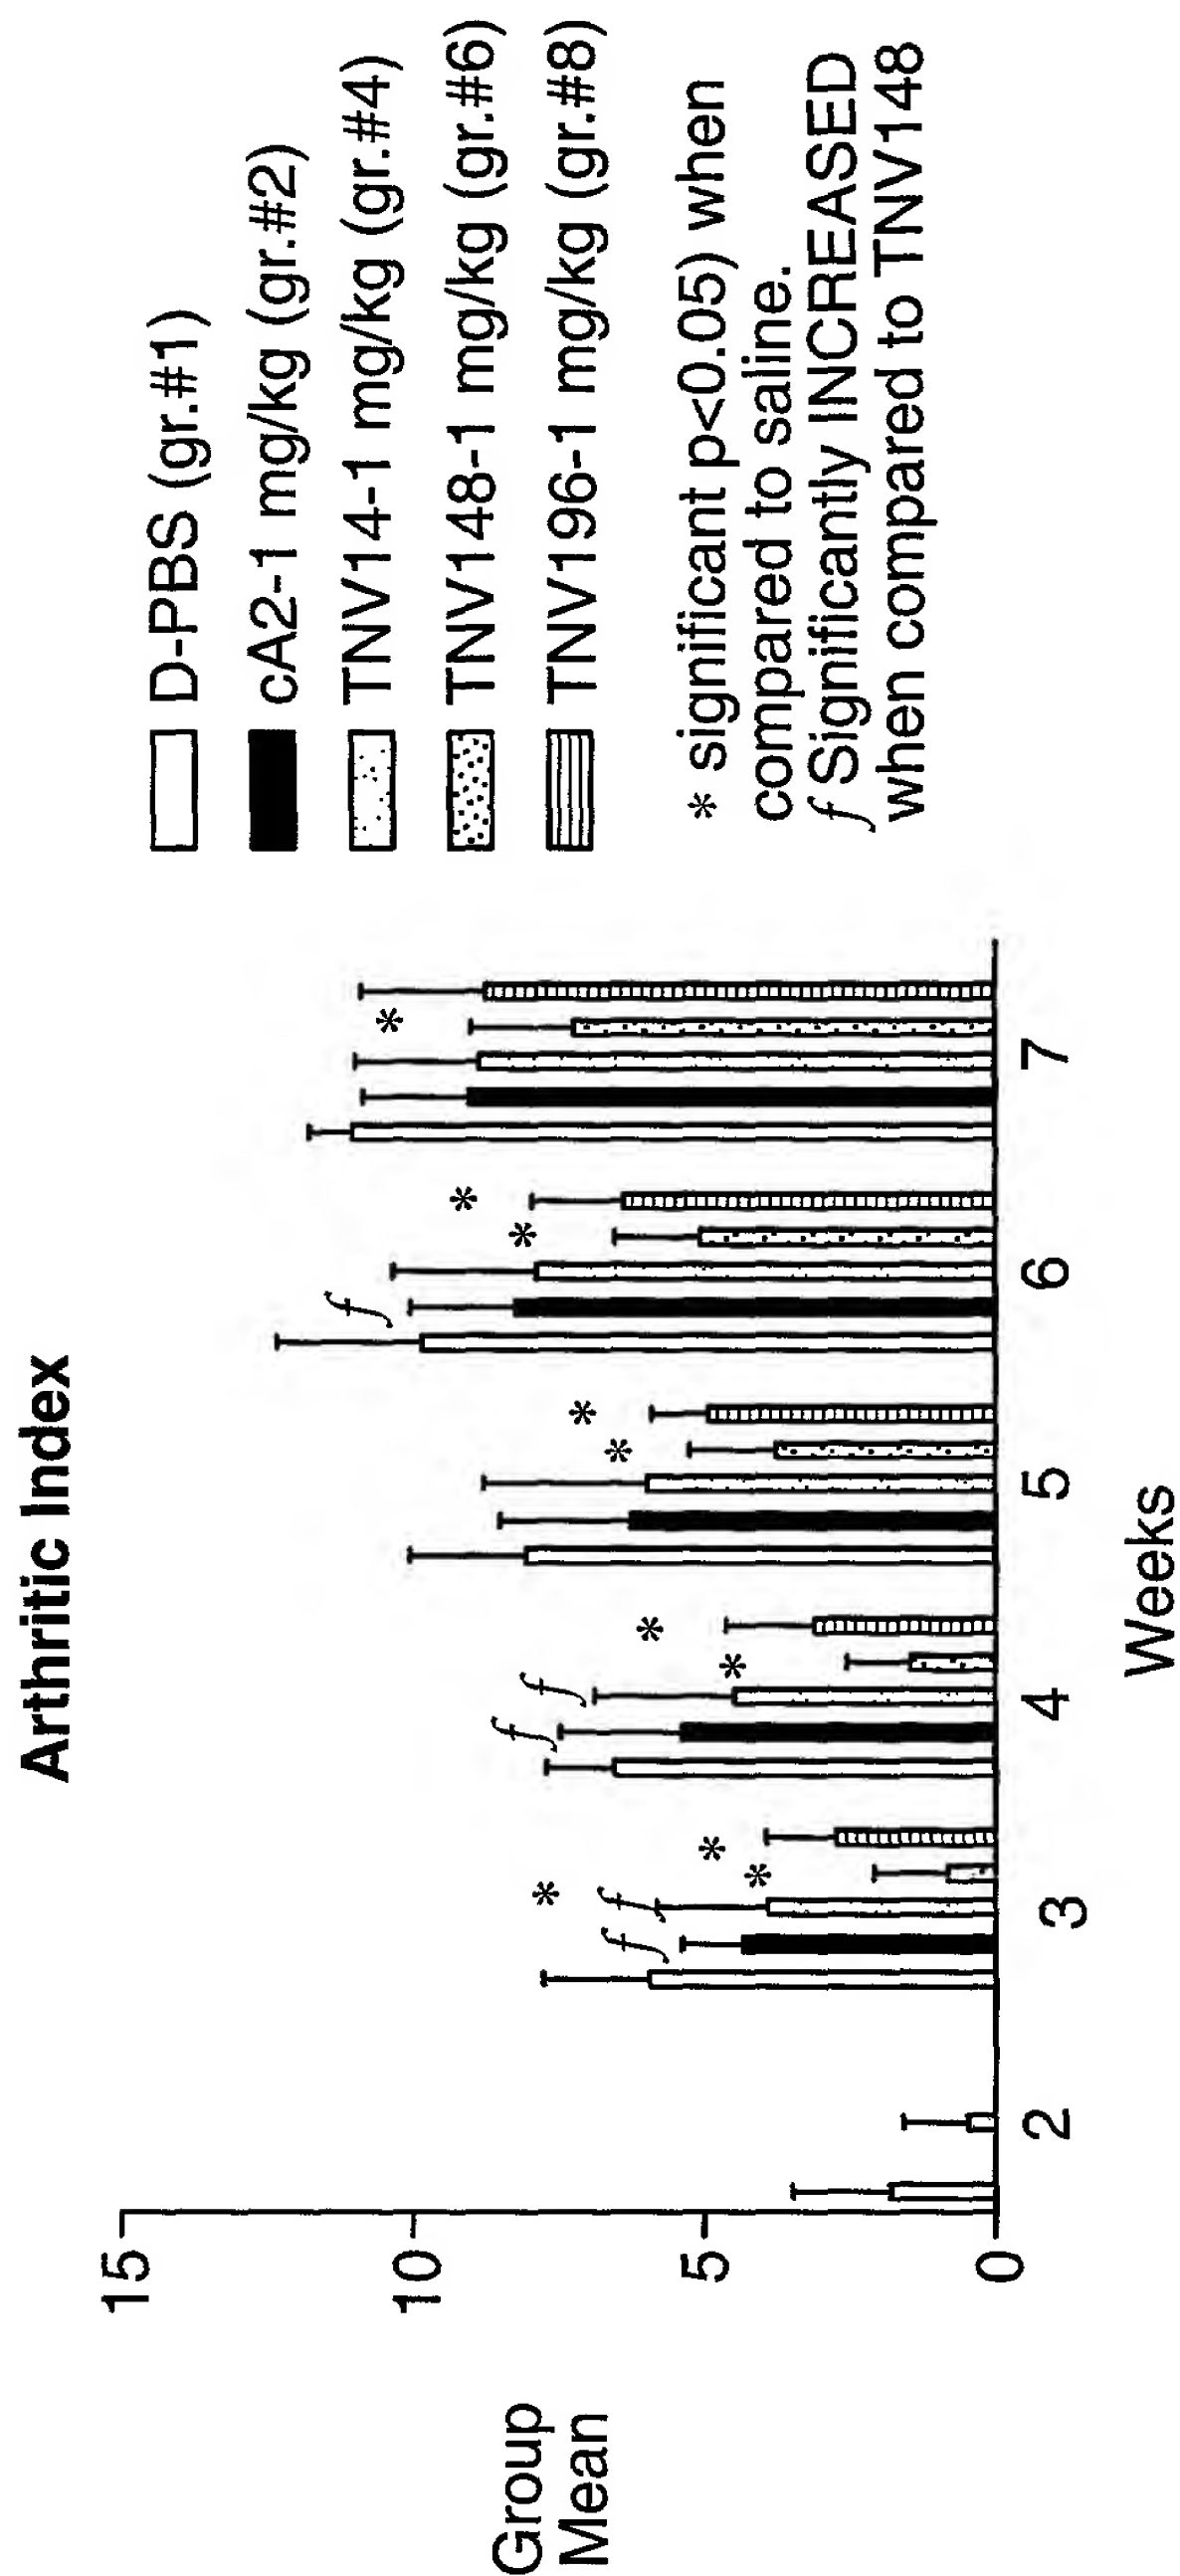 Arthritic Index
15
10
5
0
Group
Mean
2
3
4
5
6
7
Weeks
* * * * * * * * * *
f f f f f
D-PBS (gr.#1)
cA2-1 mg/kg (gr.#2)
TNV14-1 mg/kg (gr.#4)
TNV148-1 mg/kg (gr.#6)
TNV196-1 mg/kg (gr.#8)
* significant p<0.05) when
compared to saline.
f Significantly INCREASED
when compared to TNV148